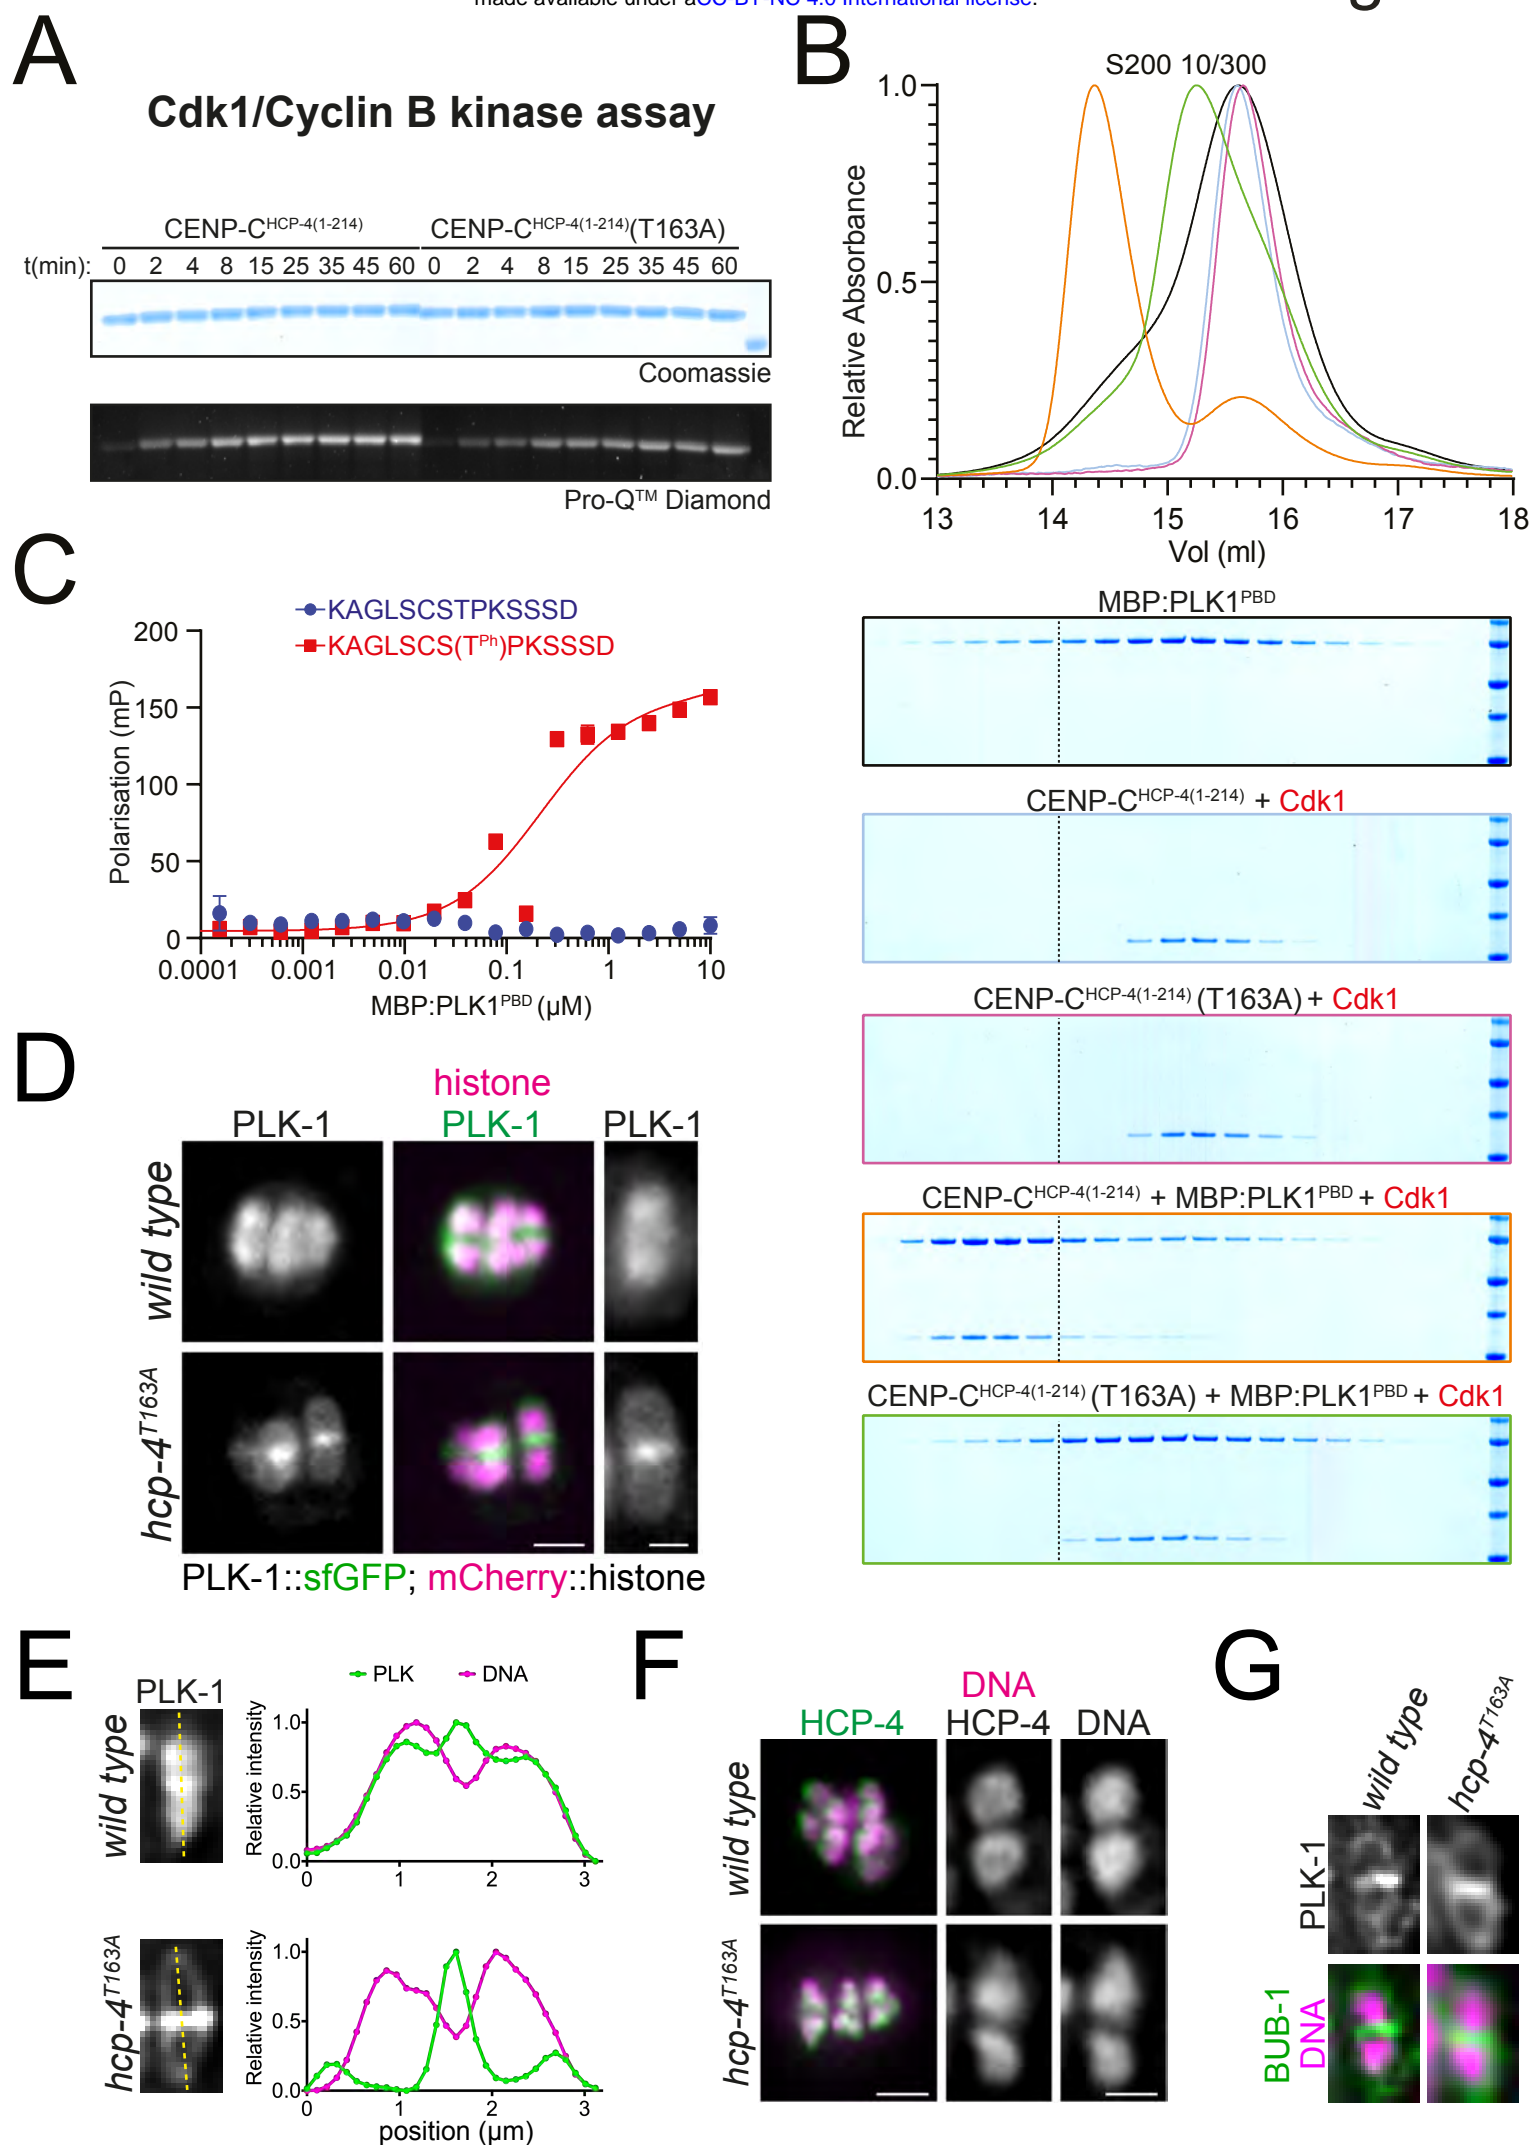 made available under aCC-BY-NC 4.0 International license.
A
Cdk1/Cyclin B kinase assay
CENP-C^HCP-4(1-214) CENP-C^HCP-4(1-214)(T163A)
t(min): 0 2 4 8 15 25 35 45 60 0 2 4 8 15 25 35 45 60
Coomassie
Pro-Q™ Diamond
B
S200 10/300
Relative Absorbance
1.0
0.5
0.0
13 14 15 16 17 18
Vol (ml)
MBP:PLK1^PBD
CENP-C^HCP-4(1-214) + Cdk1
CENP-C^HCP-4(1-214) (T163A) + Cdk1
CENP-C^HCP-4(1-214) + MBP:PLK1^PBD + Cdk1
CENP-C^HCP-4(1-214) (T163A) + MBP:PLK1^PBD + Cdk1
C
KAGLSCSTPKSSSD
KAGLSCS(T^Ph)PKSSSD
Polarisation (mP)
200
150
100
50
0
0.0001 0.001 0.01 0.1 1 10
MBP:PLK1^PBD (µM)
D
histone
PLK-1 PLK-1 PLK-1
wild type
hcp-4^T163A
PLK-1::sfGFP; mCherry::histone
E
PLK-1
PLK DNA
wild type
Relative intensity
1.0
0.5
0.0
0 1 2 3
hcp-4^T163A
Relative intensity
1.0
0.5
0.0
0 1 2 3
position (µm)
F
DNA
HCP-4 HCP-4 DNA
wild type
hcp-4^T163A
G
wild type hcp-4^T163A
PLK-1
BUB-1
DNA